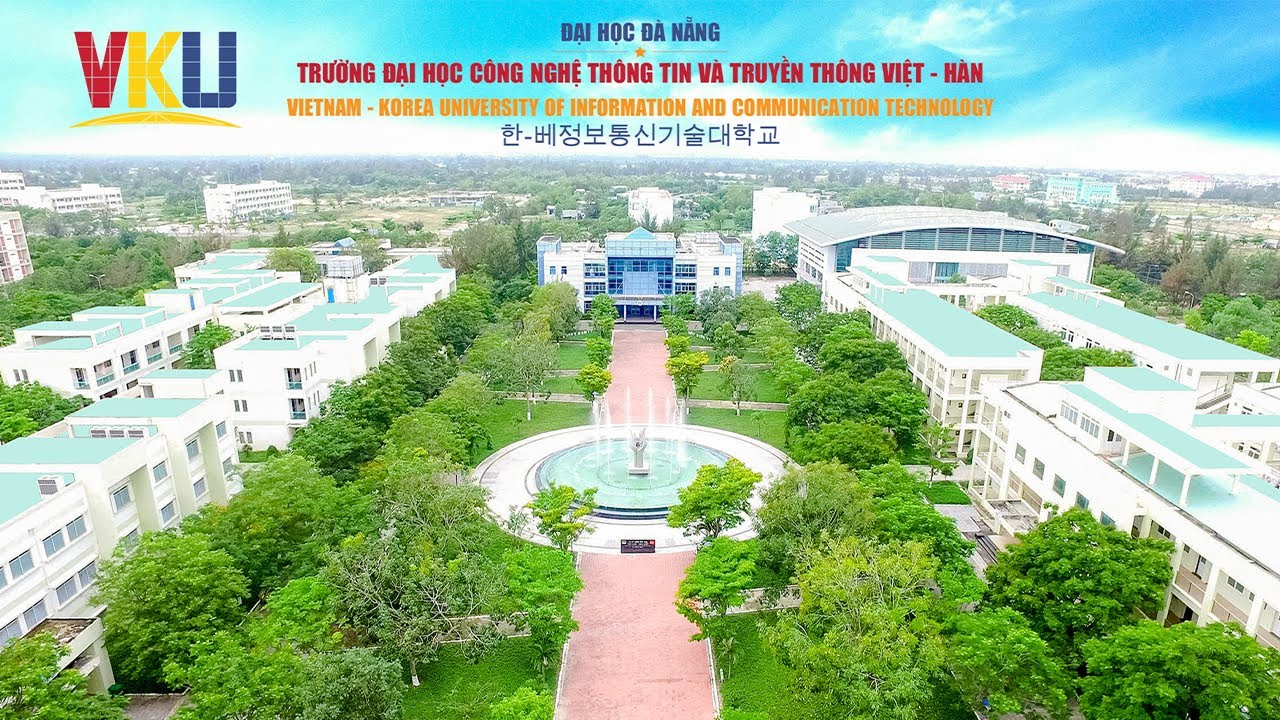 VKU
ĐẠI HỌC ĐÀ NẴNG
TRƯỜNG ĐẠI HỌC CÔNG NGHỆ THÔNG TIN VÀ TRUYỀN THÔNG VIỆT - HÀN
VIETNAM - KOREA UNIVERSITY OF INFORMATION AND COMMUNICATION TECHNOLOGY
한-베정보통신기술대학교